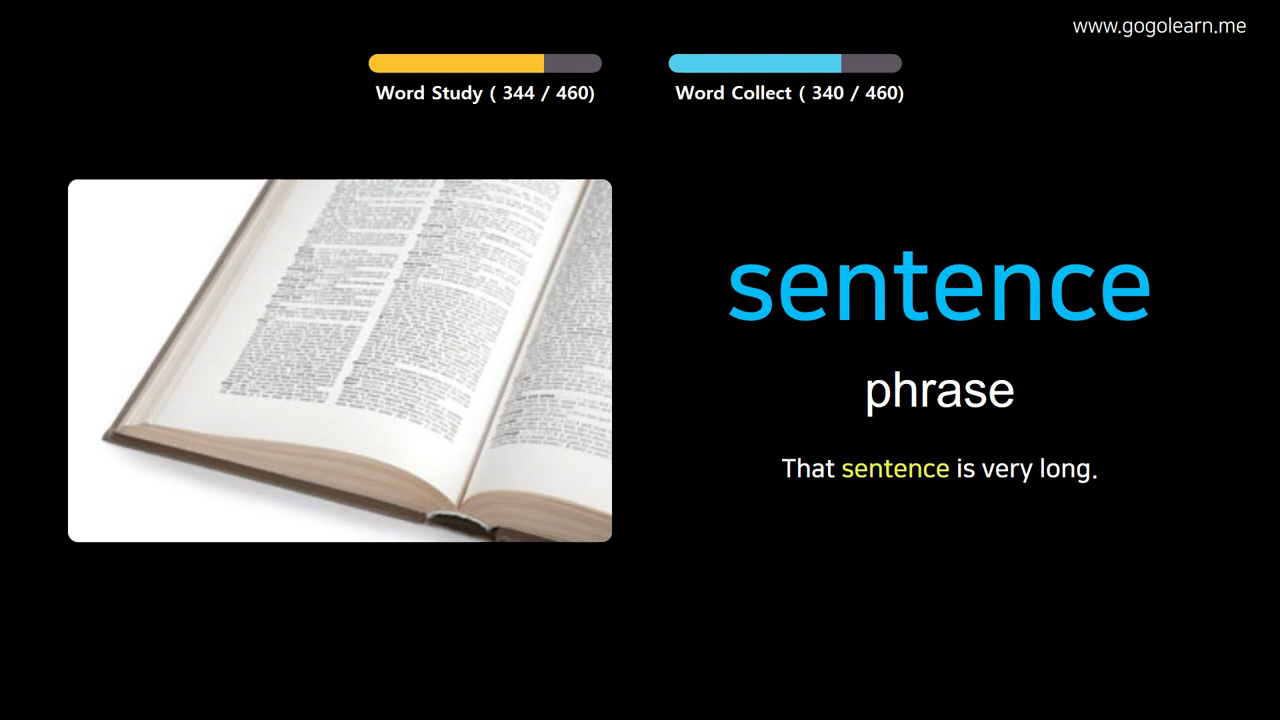 www.gogolearn.me
Word Study ( 344 / 460)
Word Collect ( 340 / 460)
sentence
phrase
That sentence is very long.